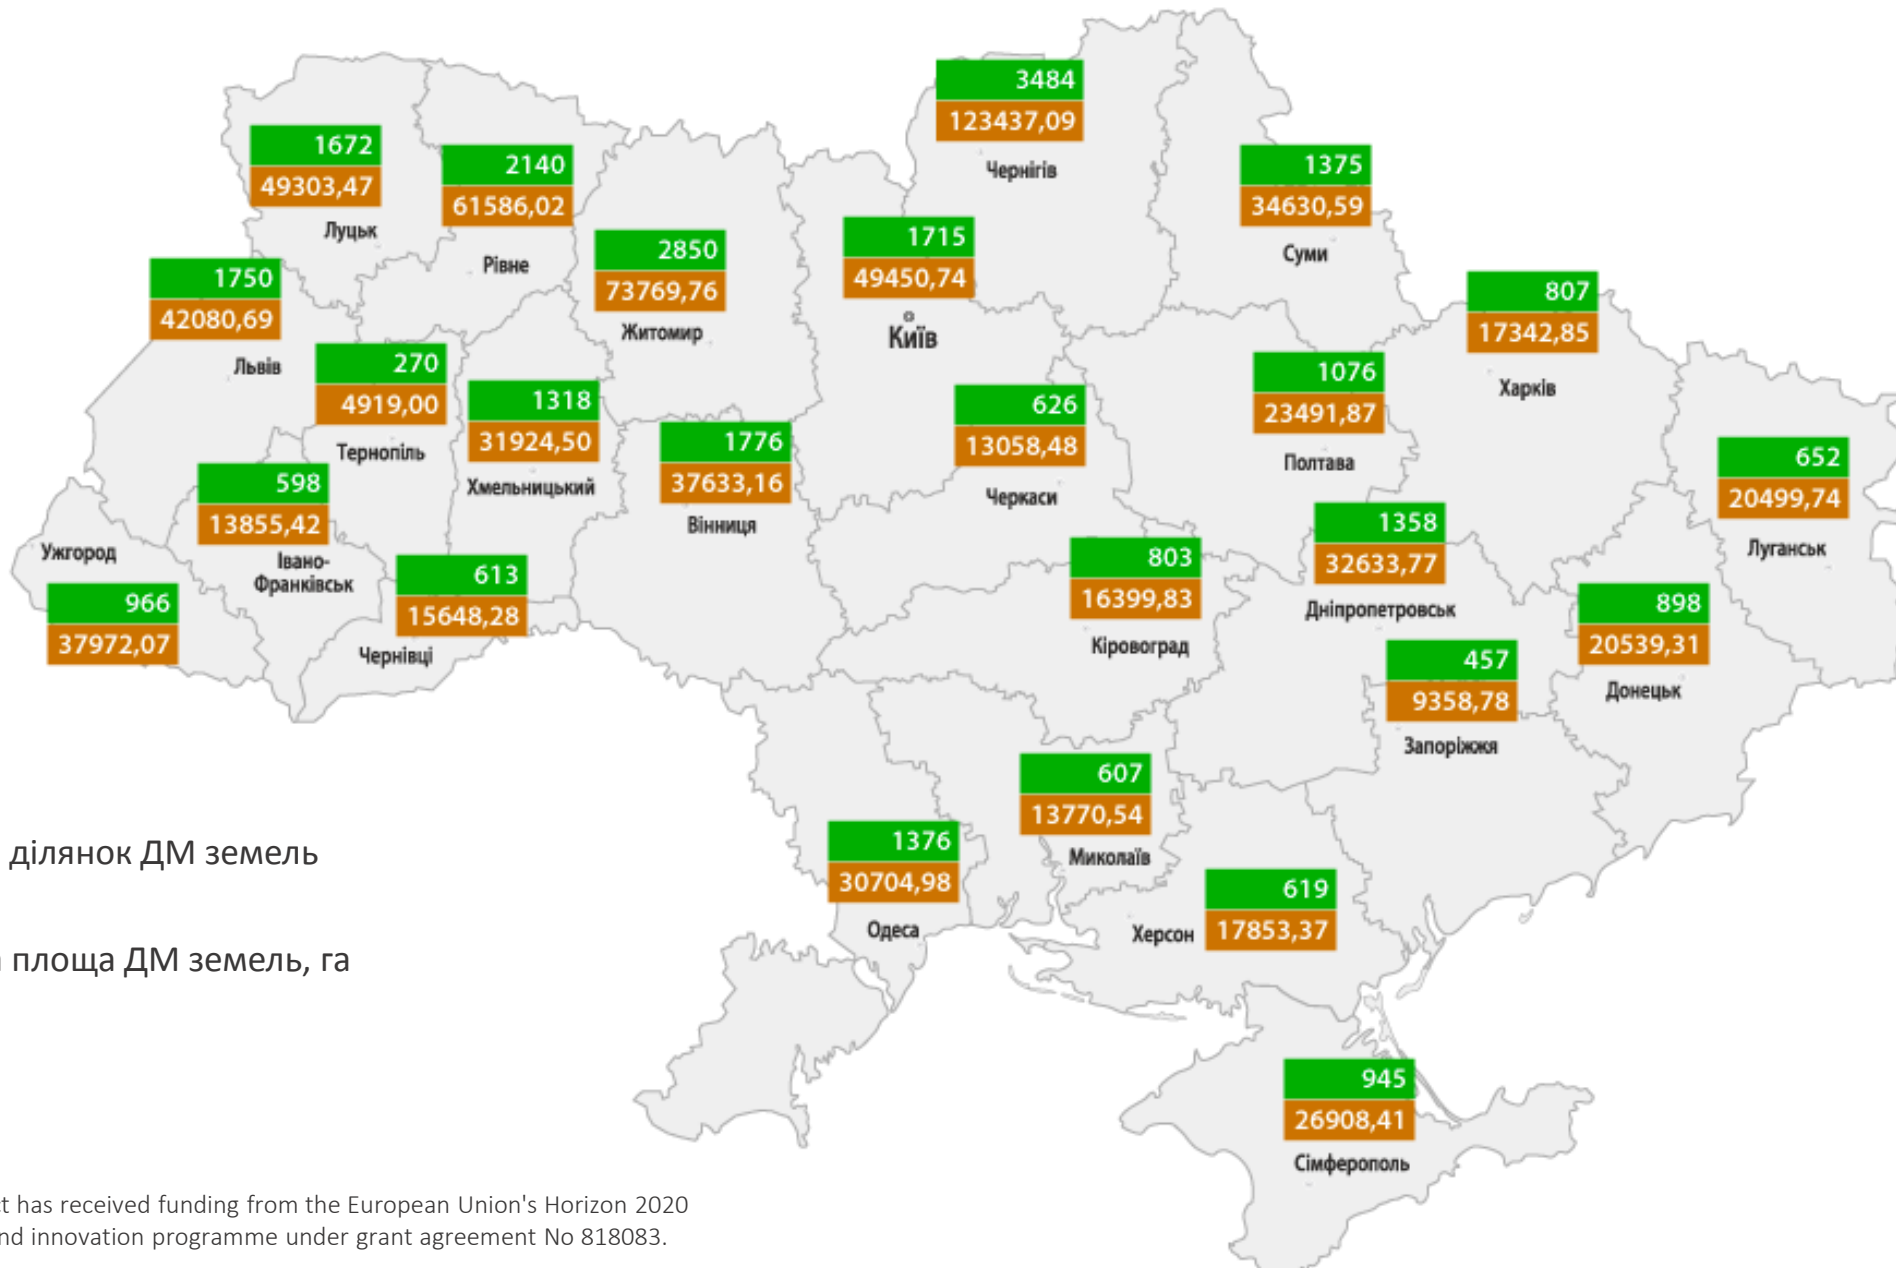 3484
123437,09
Чернігів
1672
49303,47
Луцьк
2140
61586,02
Рівне
1375
34630,59
Суми
2850
73769,76
Житомир
1715
49450,74
Київ
1750
42080,69
Львів
807
17342,85
Харків
270
4919,00
Тернопіль
1318
31924,50
Хмельницький
1776
37633,16
Вінниця
626
13058,48
Черкаси
1076
23491,87
Полтава
652
20499,74
Луганськ
598
13855,42
Івано-
Франківськ
Ужгород
966
37972,07
613
15648,28
Чернівці
803
16399,83
Кіровоград
1358
32633,77
Дніпропетровськ
898
20539,31
Донецьк
457
9358,78
Запоріжжя
607
13770,54
Миколаїв
1376
30704,98
Одеса
619
Херсон 17853,37
945
26908,41
Сімферополь
ділянок ДМ земель
площа ДМ земель, га
has received funding from the European Union's Horizon 2020
innovation programme under grant agreement No 818083.